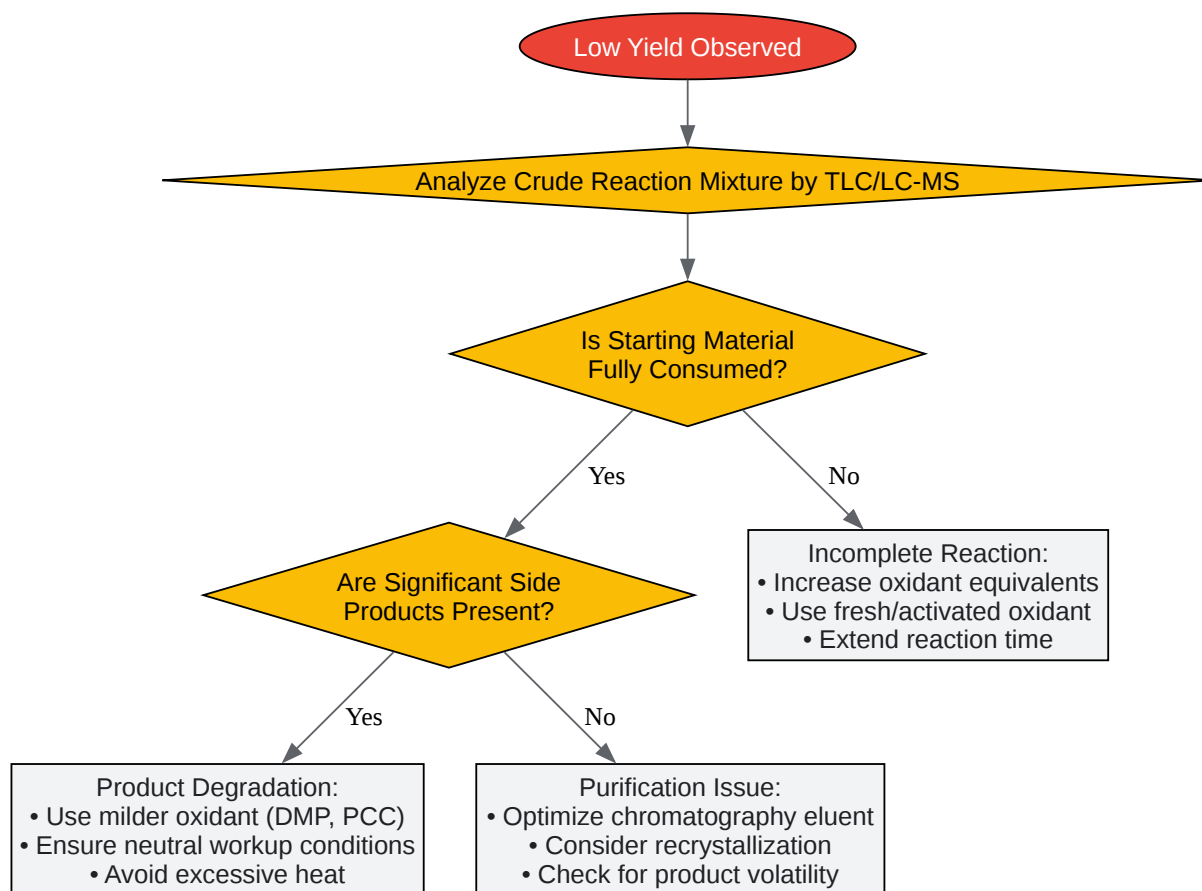 Low Yield Observed
Analyze Crude Reaction Mixture by TLC/LC-MS
Is Starting Material
Fully Consumed?
Yes
No
Are Significant Side
Products Present?
Incomplete Reaction:
• Increase oxidant equivalents
• Use fresh/activated oxidant
• Extend reaction time
Yes
No
Product Degradation:
• Use milder oxidant (DMP, PCC)
• Ensure neutral workup conditions
• Avoid excessive heat
Purification Issue:
• Optimize chromatography eluent
• Consider recrystallization
• Check for product volatility